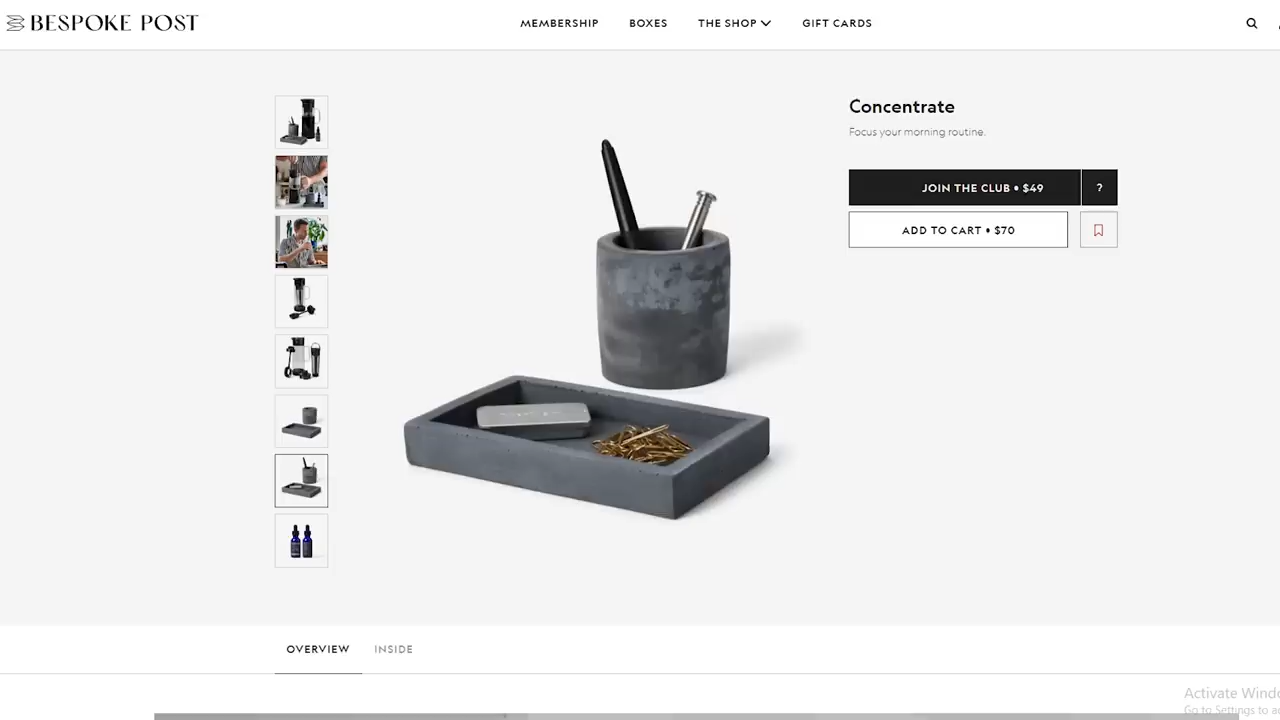 BESPOKE POST
MEMBERSHIP BOXES THE SHOP GIFT CARDS
Concentrate
Focus your morning routine.
JOIN THE CLUB • $49 ?
ADD TO CART • $70
OVERVIEW INSIDE
Activate Windo
Go to Settings to ac